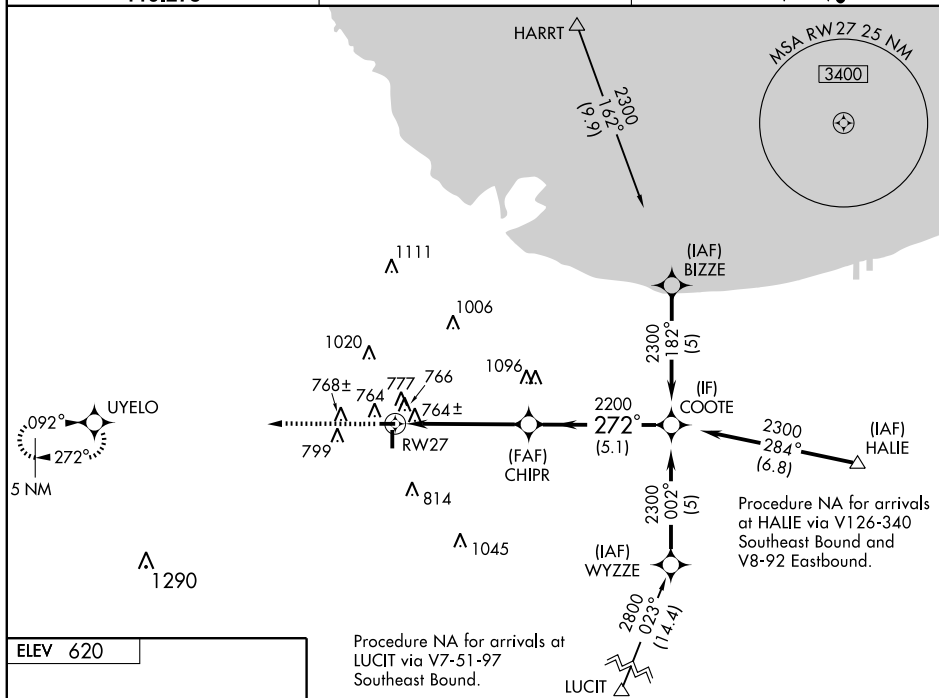 HARRT
2300
162°
(9.9)
MSA RW 27 25 NM
3400
1111
1006
1020
1096
768±
764
777
766
764±
799
RW27
814
1045
1290
092°
UYELO
272°
5 NM
(IAF)
BIZZE
2300
182°
(5)
(IF)
COOTE
2200
272°
(5.1)
(FAF)
CHIPR
2300
284°
(6.8)
(IAF)
HALIE
Procedure NA for arrivals
at HALIE via V126-340
Southeast Bound and
V8-92 Eastbound.
2300
002°
(5)
(IAF)
WYZZE
2800
023°
(14.4)
LUCIT
Procedure NA for arrivals at
LUCIT via V7-51-97
Southeast Bound.
ELEV 620